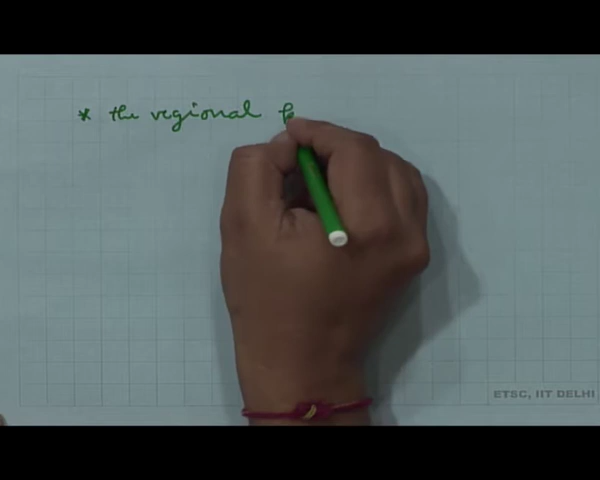 * the regional
ETSC, IIT DELHI